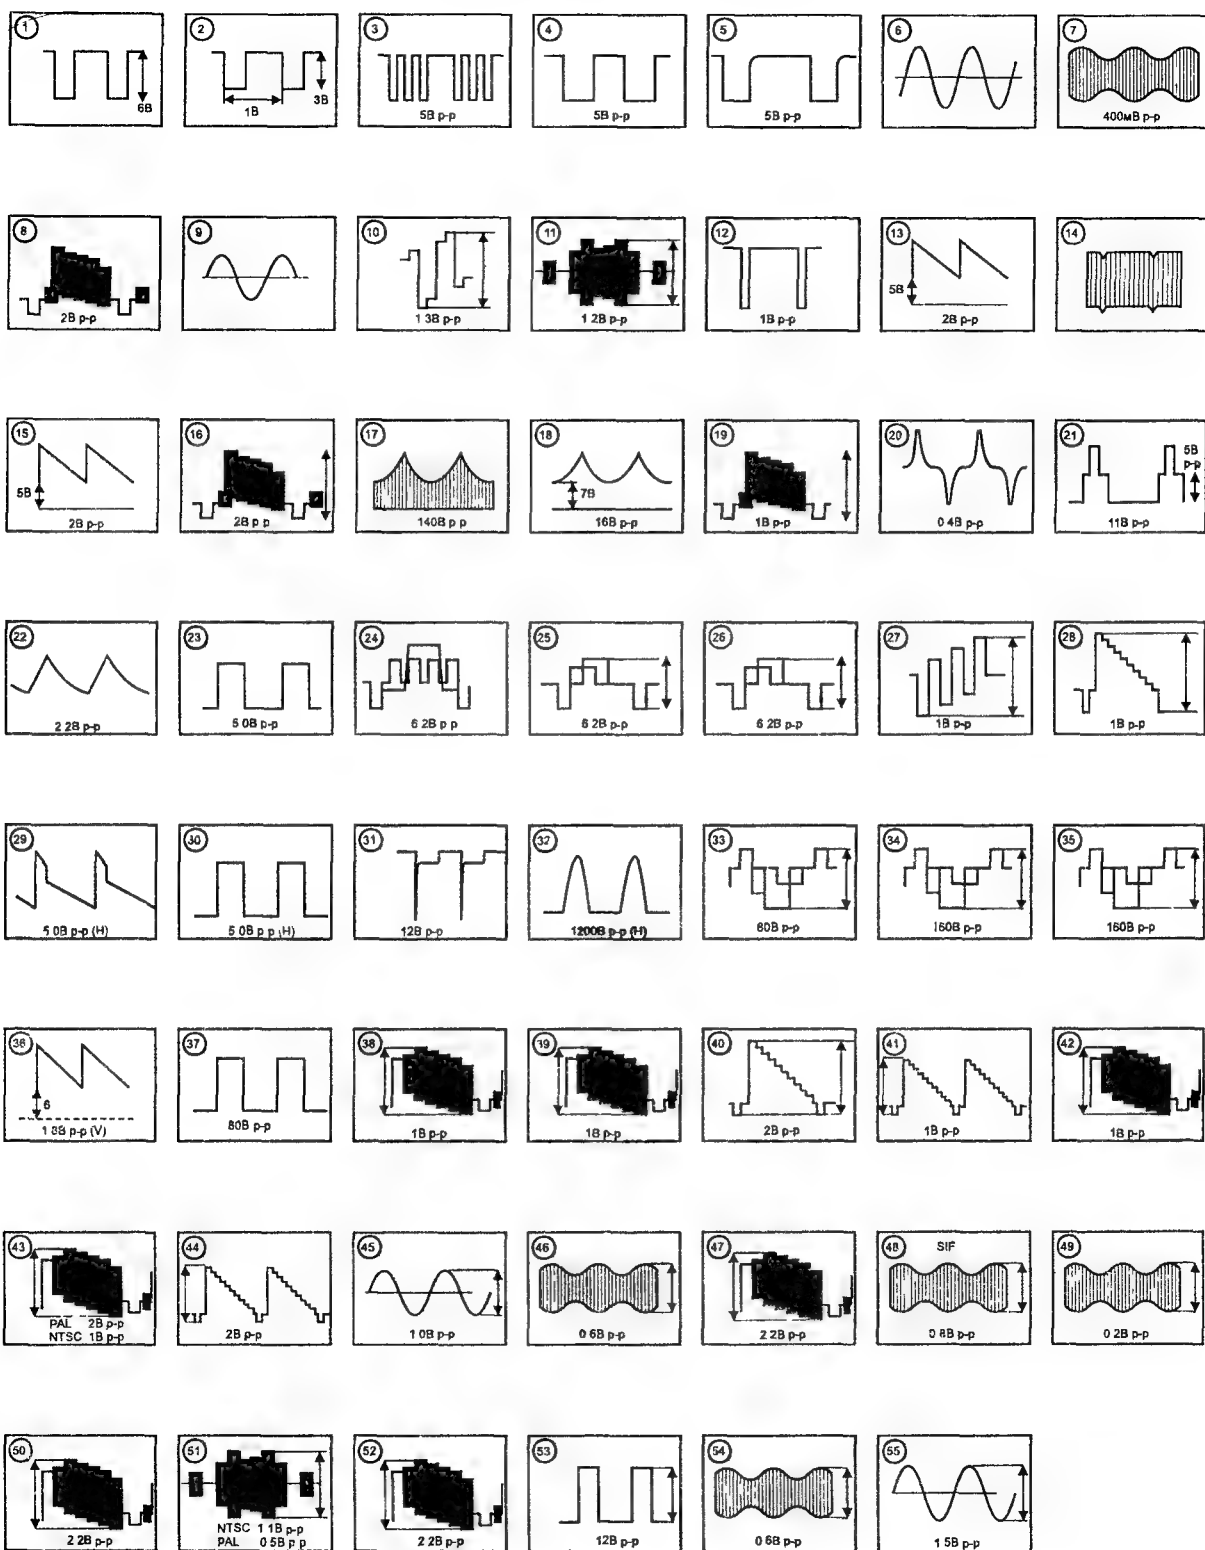 1 2 3 4 5 6 7
6В 1В 3В 5В p-p 5В p-p 5В p-p 400мВ p-p
8 9 10 11 12 13 14
5В
2В p-p 1 3В p-p 1 2В p-p 1В p-p 2В p-p
15 16 17 18 19 20 21
5В 7В 5В p-p
2В p-p 2В p p 140В p p 16В p-p 1В p-p 0 4В p-p 11В p-p
22 23 24 25 26 27 28
2 2В p-p 5 0В p-p 6 2В p p 6 2В p-p 6 2В p-p 1В p-p 1В p-p
29 30 31 32 33 34 35
5 0В p-p (H) 5 0В p p (H) 12В p-p 1200В p-p (H) 80В p-p 160В p-p 160В p-p
36 37 38 39 40 41 42
6
1 8В p-p (V) 80В p-p 1В p-p 1В p-p 2В p-p 1В p-p 1В p-p
43 44 45 46 47 48 49
SIF
PAL 2В p-p
NTSC 1В p-p 2В p-p 1 0В p-p 0 6В p-p 2 2В p-p 0 8В p-p 0 2В p-p
50 51 52 53 54 55
NTSC 1 1В p-p
2 2В p-p PAL 0 5В p p 2 2В p-p 12В p-p 0 6В p-p 1 5В p-p